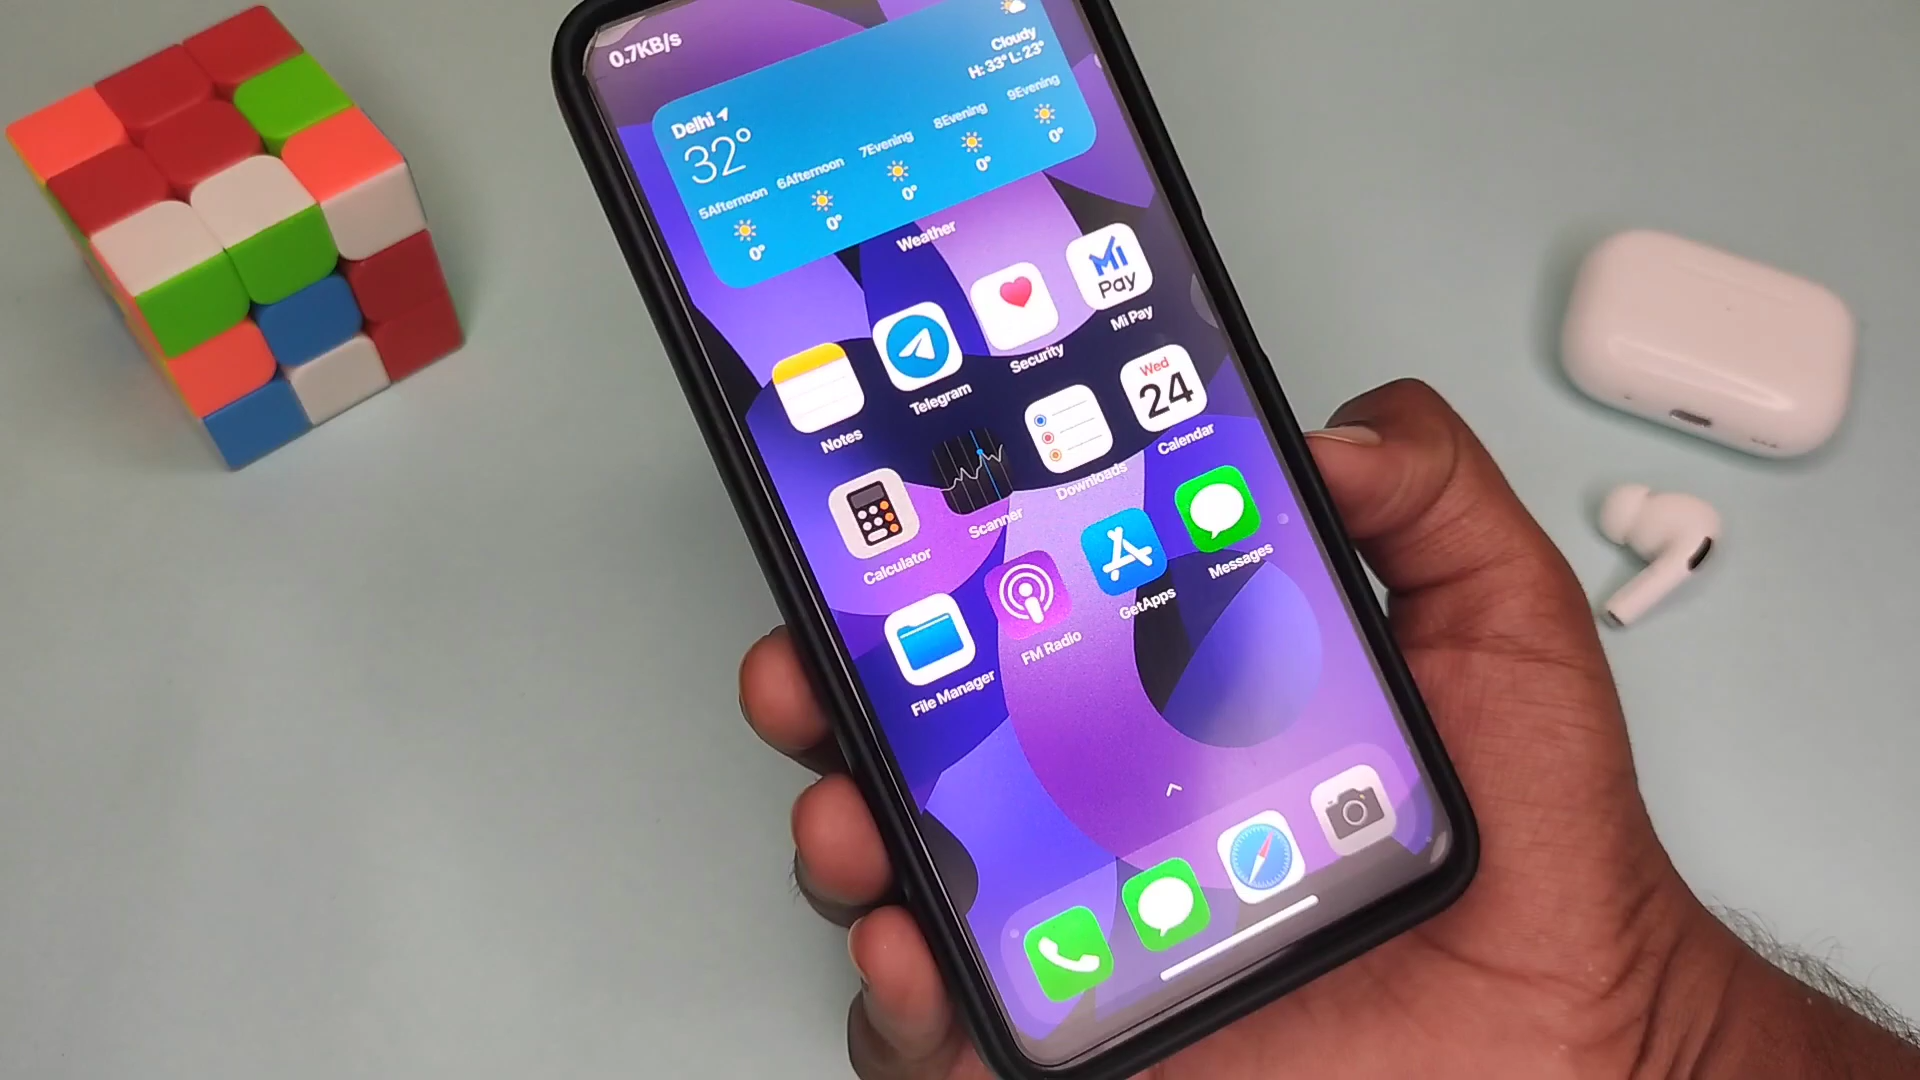 0.7KB/s
Cloudy
H: 33° L: 23°
Delhi
32°
5Afternoon 6Afternoon 7Evening 8Evening 9Evening
0° 0° 0° 0° 0°
Weather
Mi
Pay
Notes Telegram Security Mi Pay
Wed
24
Calculator Scanner Downloads Calendar
File Manager FM Radio GetApps Messages